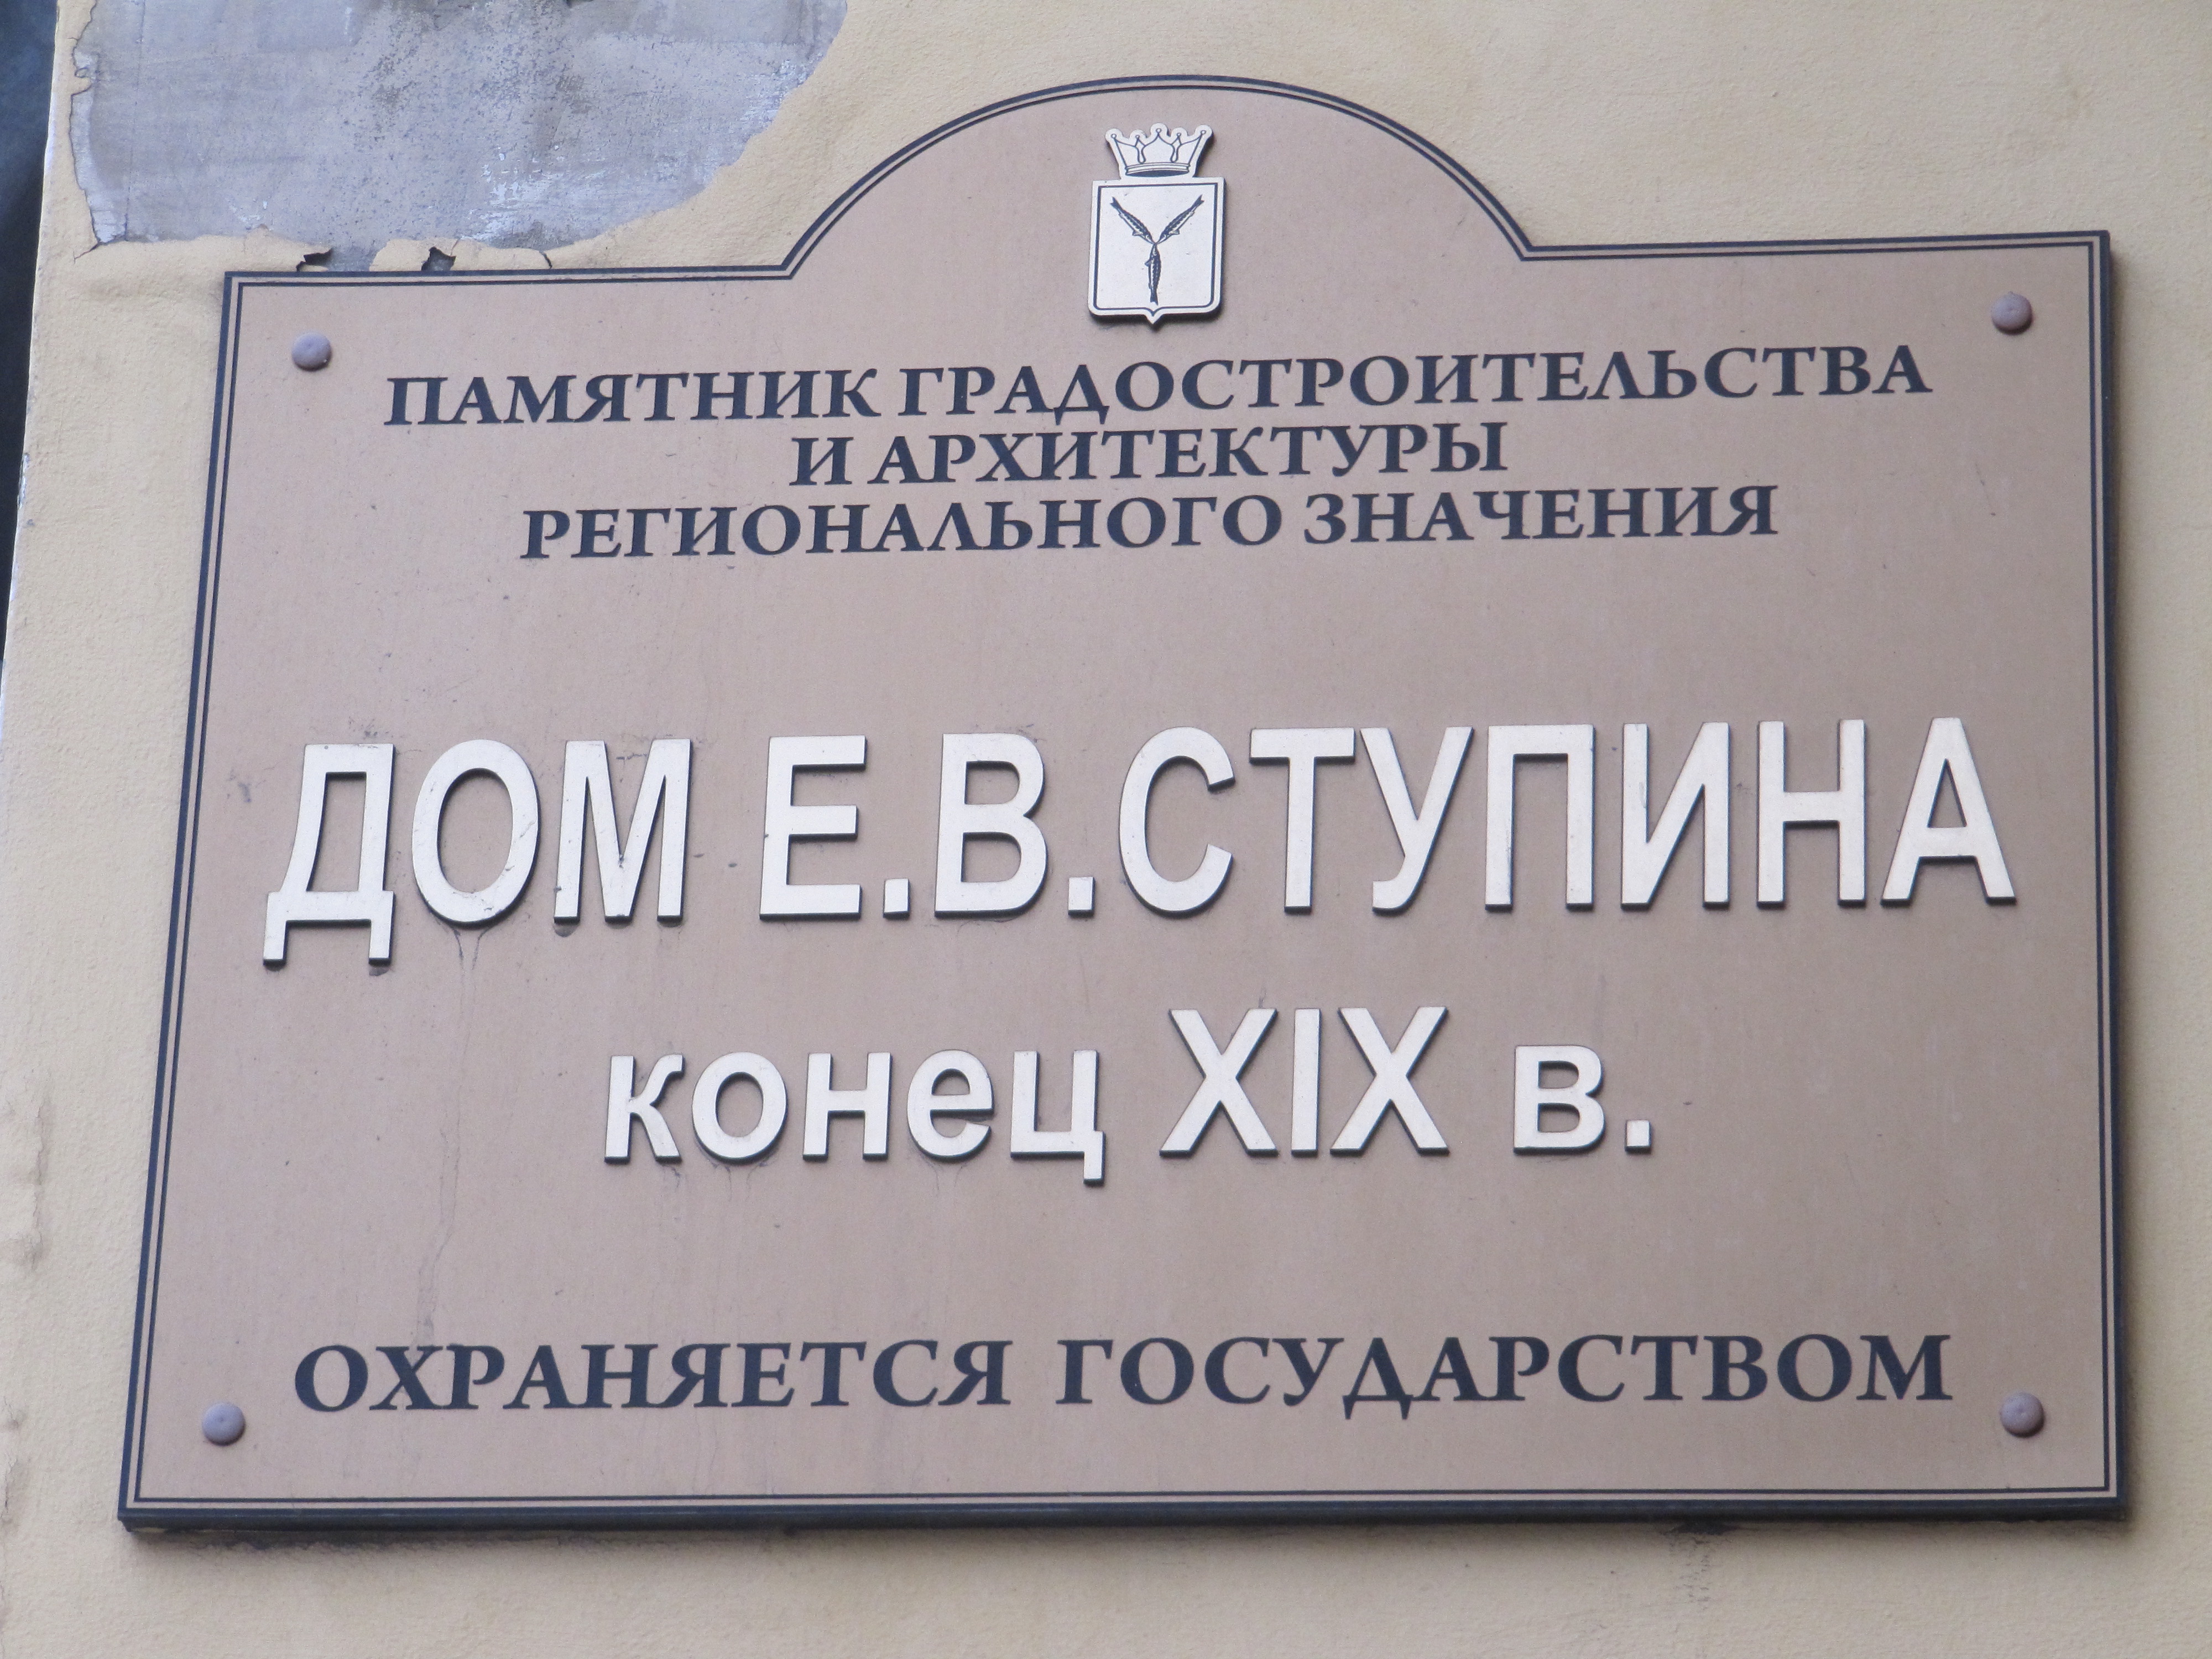 ПАМЯТНИК ГРАДОСТРОИТЕЛЬСТВА
И АРХИТЕКТУРЫ
РЕГИОНАЛЬНОГО ЗНАЧЕНИЯ
ДОМ Е.В.СТУПИНА
конец XIX в.
ОХРАНЯЕТСЯ ГОСУДАРСТВОМ